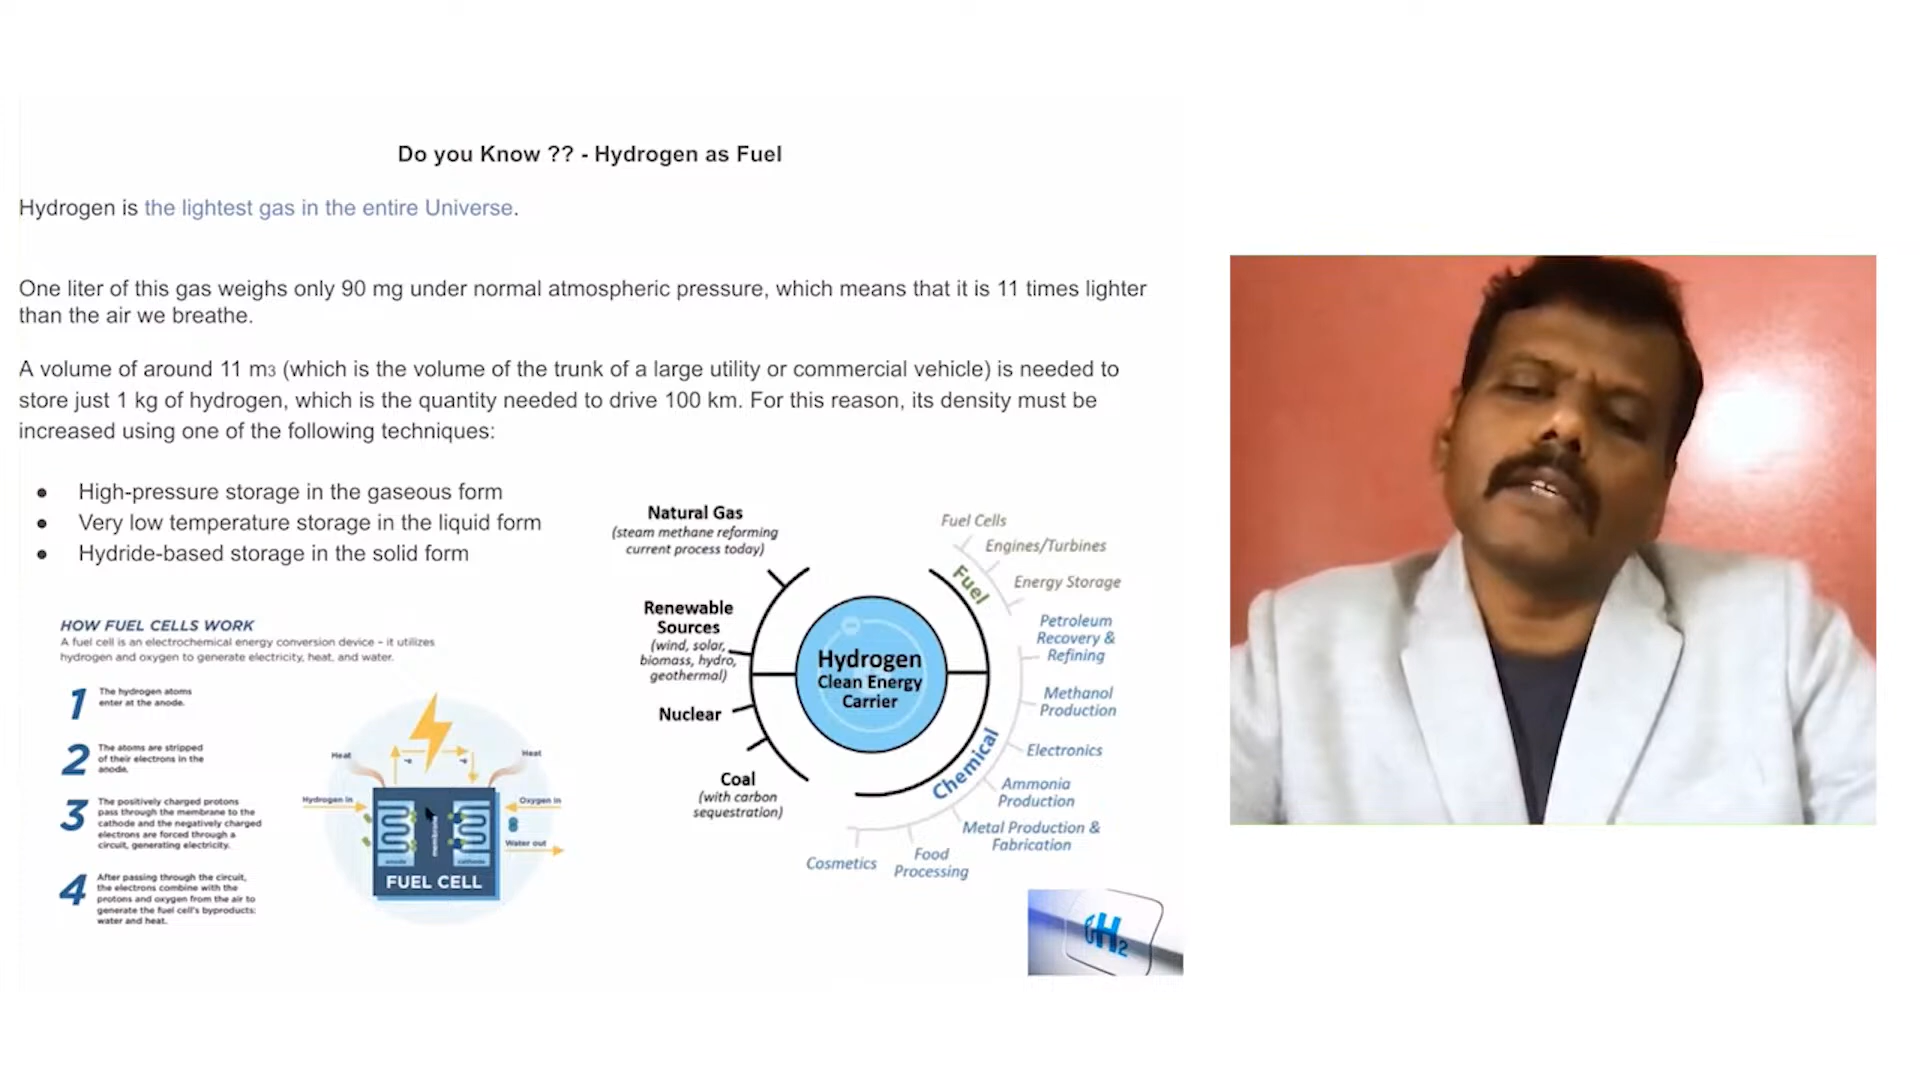 Do you Know ?? - Hydrogen as Fuel
Hydrogen is the lightest gas in the entire Universe.
One liter of this gas weighs only 90 mg under normal atmospheric pressure, which means that it is 11 times lighter
than the air we breathe.
A volume of around 11 m3 (which is the volume of the trunk of a large utility or commercial vehicle) is needed to
store just 1 kg of hydrogen, which is the quantity needed to drive 100 km. For this reason, its density must be
increased using one of the following techniques:
● High-pressure storage in the gaseous form
● Very low temperature storage in the liquid form
● Hydride-based storage in the solid form
HOW FUEL CELLS WORK
A fuel cell is an electrochemical energy conversion device – it utilizes
hydrogen and oxygen to generate electricity, heat, and water.
1 The hydrogen atoms
enter at the anode.
2 The atoms are stripped
of their electrons in the
anode.
3 The positively charged protons
pass through the membrane to the
cathode and the negatively charged
electrons are forced through a
circuit, generating electricity.
4 After passing through the circuit,
the electrons combine with the
protons and oxygen from the air to
generate the fuel cell's byproducts:
water and heat.
Heat
Heat
Hydrogen in
Oxygen in
Water out
membrane
anode
cathode
FUEL CELL
Natural Gas
(steam methane reforming
current process today)
Renewable
Sources
(wind, solar,
biomass, hydro,
geothermal)
Nuclear
Coal
(with carbon
sequestration)
Hydrogen
Clean Energy
Carrier
Fuel
Fuel Cells
Engines/Turbines
Energy Storage
Chemical
Petroleum
Recovery &
Refining
Methanol
Production
Electronics
Ammonia
Production
Metal Production &
Fabrication
Food
Processing
Cosmetics
H2